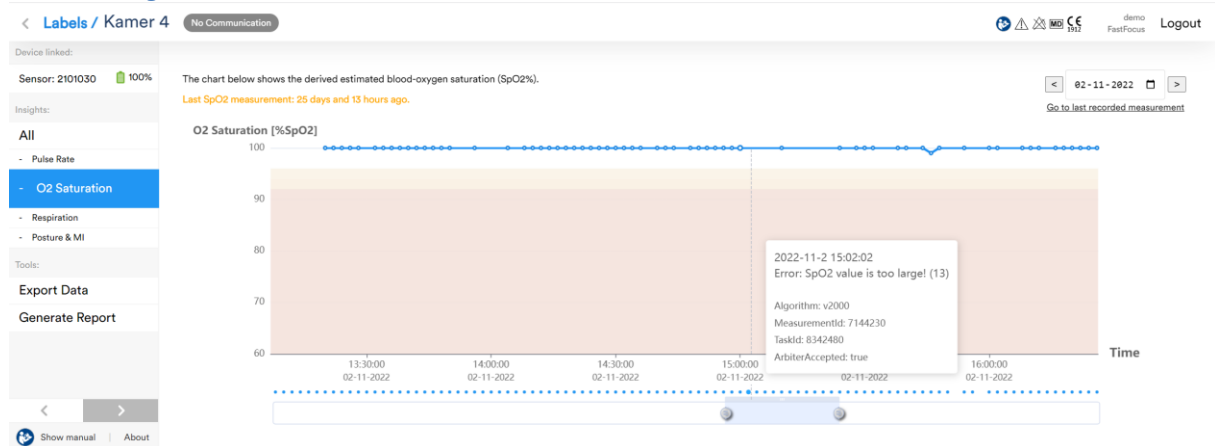 < Labels / Kamer 4 No Communication
MD CE 1912 demo FastFocus Logout
Device linked:
Sensor: 2101030 100%
Insights:
All
- Pulse Rate
- O2 Saturation
- Respiration
- Posture & MI
Tools:
Export Data
Generate Report
< >
Show manual | About
The chart below shows the derived estimated blood-oxygen saturation (SpO2%).
Last SpO2 measurement: 25 days and 13 hours ago.
< 02-11-2022 >
Go to last recorded measurement
O2 Saturation [%SpO2]
100
90
80
70
60
2022-11-2 15:02:02
Error: SpO2 value is too large! (13)
Algorithm: v2000
MeasurementId: 7144230
TaskId: 8342480
ArbiterAccepted: true
Time
13:30:00 14:00:00 14:30:00 15:00:00 16:00:00
02-11-2022 02-11-2022 02-11-2022 02-11-2022 02-11-2022 02-11-2022